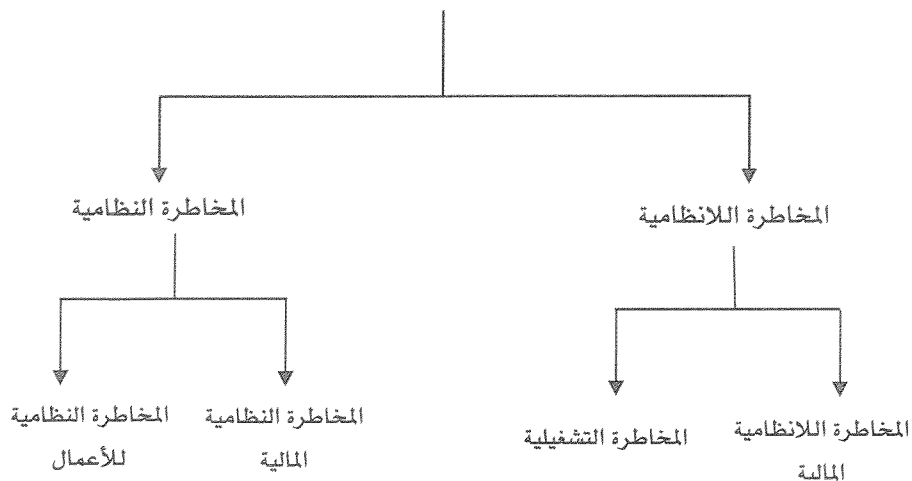 المخاطرة اللانظامية
المخاطرة النظامية
المخاطرة اللانظامية
المالية
المخاطرة التشغيلية
المخاطرة النظامية
المالية
المخاطرة النظامية
للأعمال